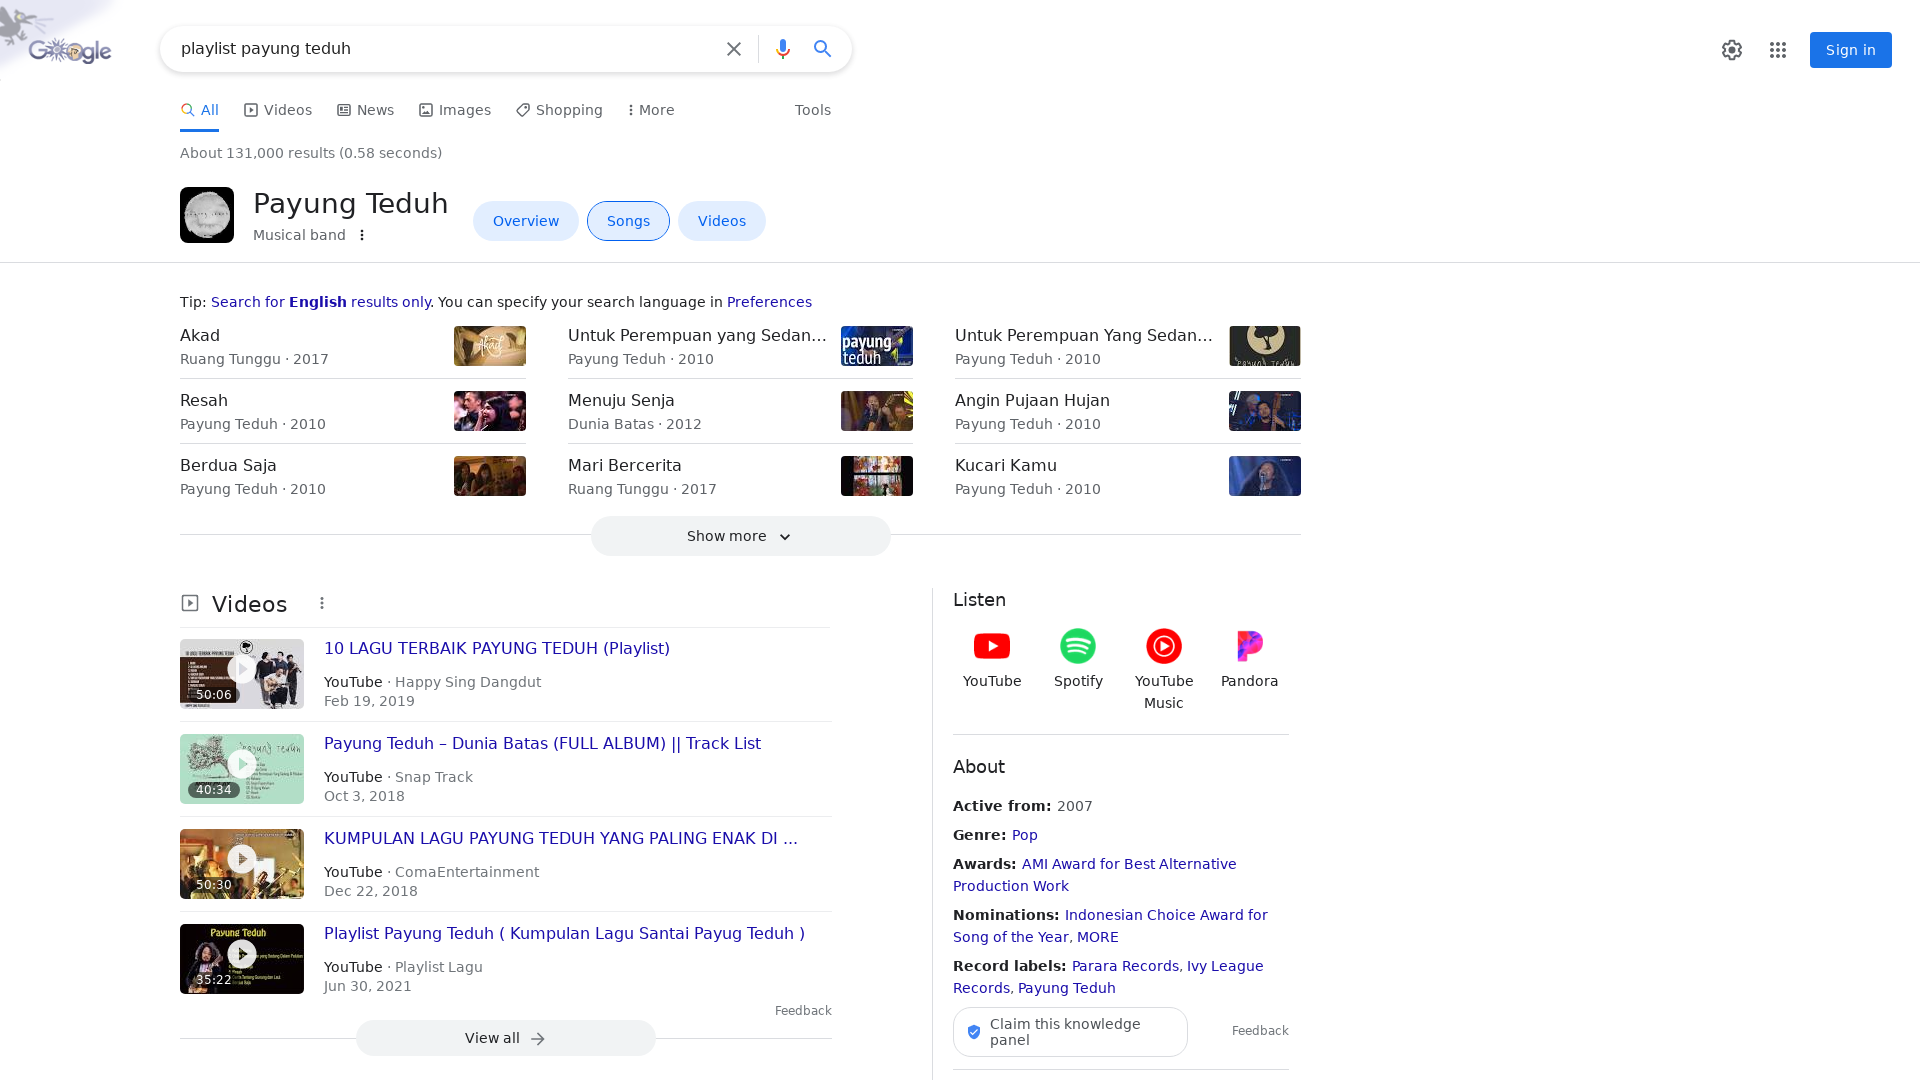 Google
playlist payung teduh
Sign in
All
Videos
News
Images
Shopping
More
Tools
About 131,000 results (0.58 seconds)
Payung Teduh
Musical band
Overview
Songs
Videos
Tip: Search for English results only. You can specify your search language in Preferences
Akad
Ruang Tunggu · 2017
Akad
Untuk Perempuan yang Sedan...
Payung Teduh · 2010
payung
teduh
Untuk Perempuan Yang Sedan...
Payung Teduh · 2010
Resah
Payung Teduh · 2010
Menuju Senja
Dunia Batas · 2012
Angin Pujaan Hujan
Payung Teduh · 2010
Berdua Saja
Payung Teduh · 2010
Mari Bercerita
Ruang Tunggu · 2017
Kucari Kamu
Payung Teduh · 2010
Show more
Videos
50:06
10 LAGU TERBAIK PAYUNG TEDUH (Playlist)
YouTube · Happy Sing Dangdut
Feb 19, 2019
payung teduh
40:34
Payung Teduh – Dunia Batas (FULL ALBUM) || Track List
YouTube · Snap Track
Oct 3, 2018
50:30
KUMPULAN LAGU PAYUNG TEDUH YANG PALING ENAK DI ...
YouTube · ComaEntertainment
Dec 22, 2018
Payung Teduh
35:22
Playlist Payung Teduh ( Kumpulan Lagu Santai Payug Teduh )
YouTube · Playlist Lagu
Jun 30, 2021
Feedback
View all
Listen
YouTube
Spotify
YouTube
Music
Pandora
About
Active from: 2007
Genre: Pop
Awards: AMI Award for Best Alternative
Production Work
Nominations: Indonesian Choice Award for
Song of the Year, MORE
Record labels: Parara Records, Ivy League
Records, Payung Teduh
Claim this knowledge
panel
Feedback